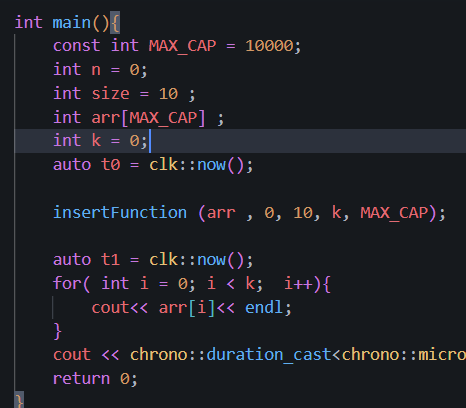 int main(){
const int MAX_CAP = 10000;
int n = 0;
int size = 10 ;
int arr[MAX_CAP] ;
int k = 0;
auto t0 = clk::now();
insertFunction (arr , 0, 10, k, MAX_CAP);
auto t1 = clk::now();
for( int i = 0; i < k;  i++){
cout<< arr[i]<< endl;
}
cout << chrono::duration_cast<chrono::micro
return 0;
}